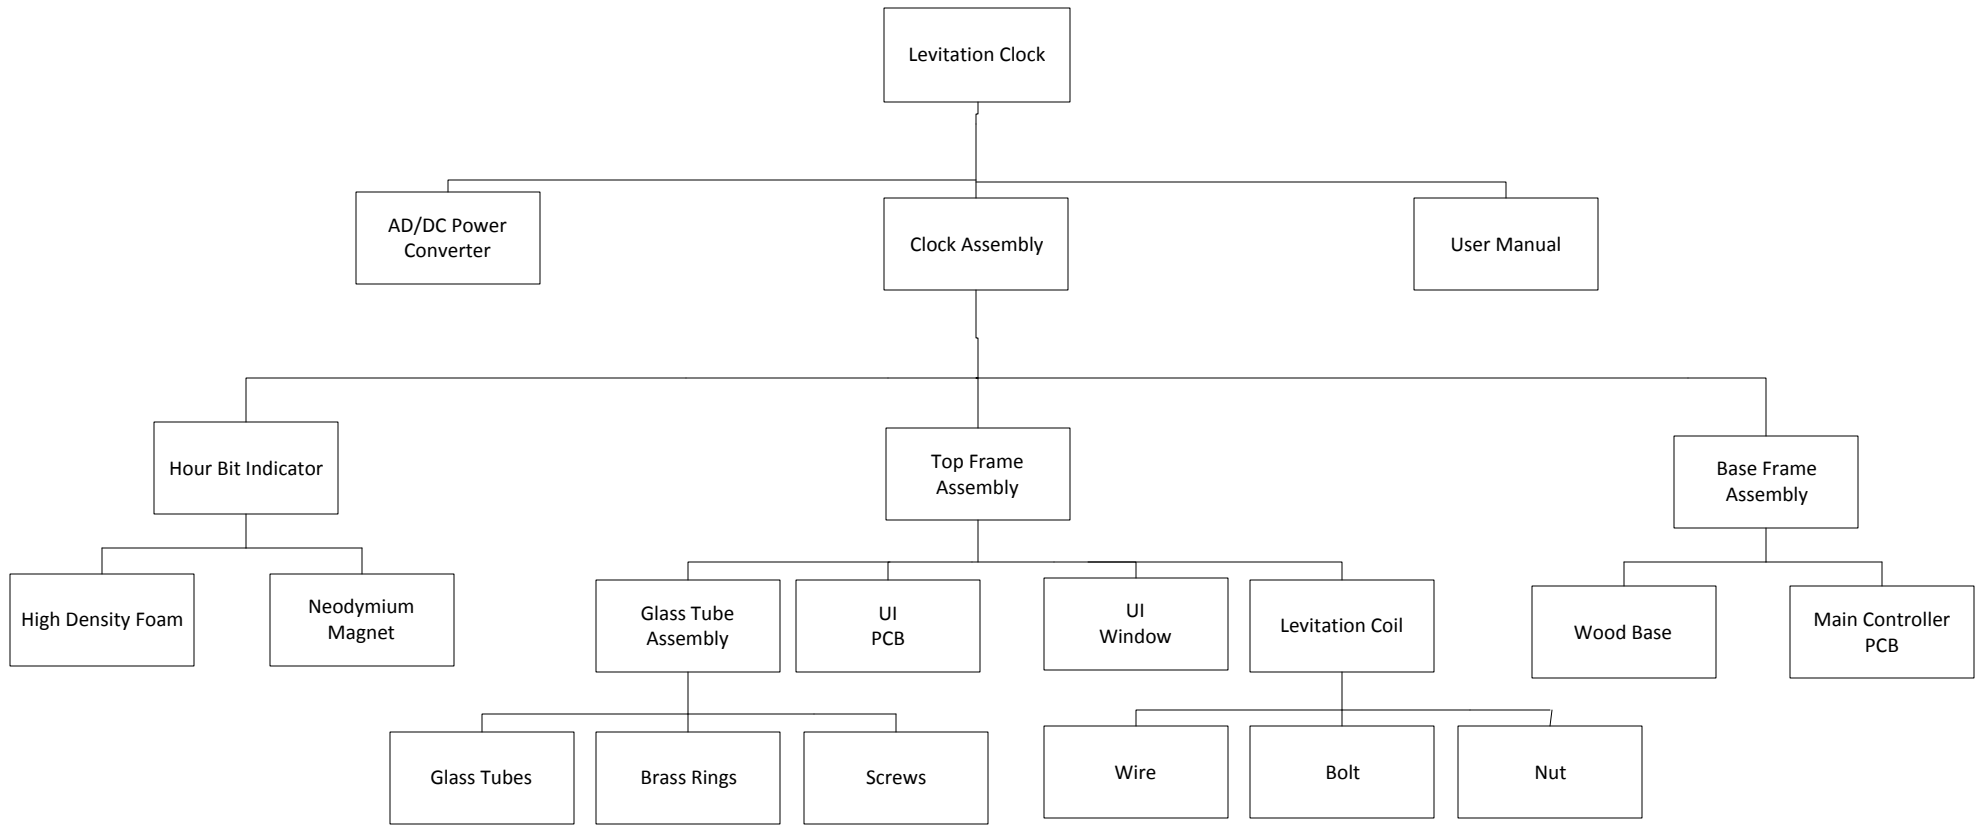 Levitation Clock
AD/DC Power
Converter
Clock Assembly
User Manual
Hour Bit Indicator
Top Frame
Assembly
Base Frame
Assembly
High Density Foam
Neodymium
Magnet
Glass Tube
Assembly
UI
PCB
UI
Window
Levitation Coil
Wood Base
Main Controller
PCB
Glass Tubes
Brass Rings
Screws
Wire
Bolt
Nut